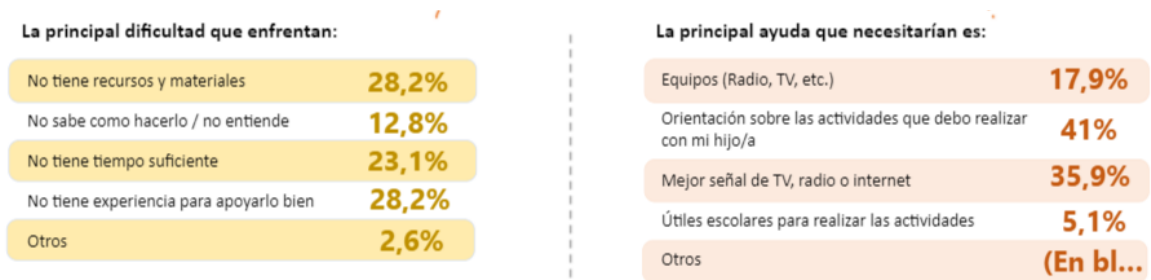 La principal dificultad que enfrentan:
No tiene recursos y materiales 28,2%
No sabe como hacerlo / no entiende 12,8%
No tiene tiempo suficiente 23,1%
No tiene experiencia para apoyarlo bien 28,2%
Otros 2,6%
La principal ayuda que necesitarían es:
Equipos (Radio, TV, etc.) 17,9%
Orientación sobre las actividades que debo realizar
con mi hijo/a 41%
Mejor señal de TV, radio o internet 35,9%
Útiles escolares para realizar las actividades 5,1%
Otros (En bl...